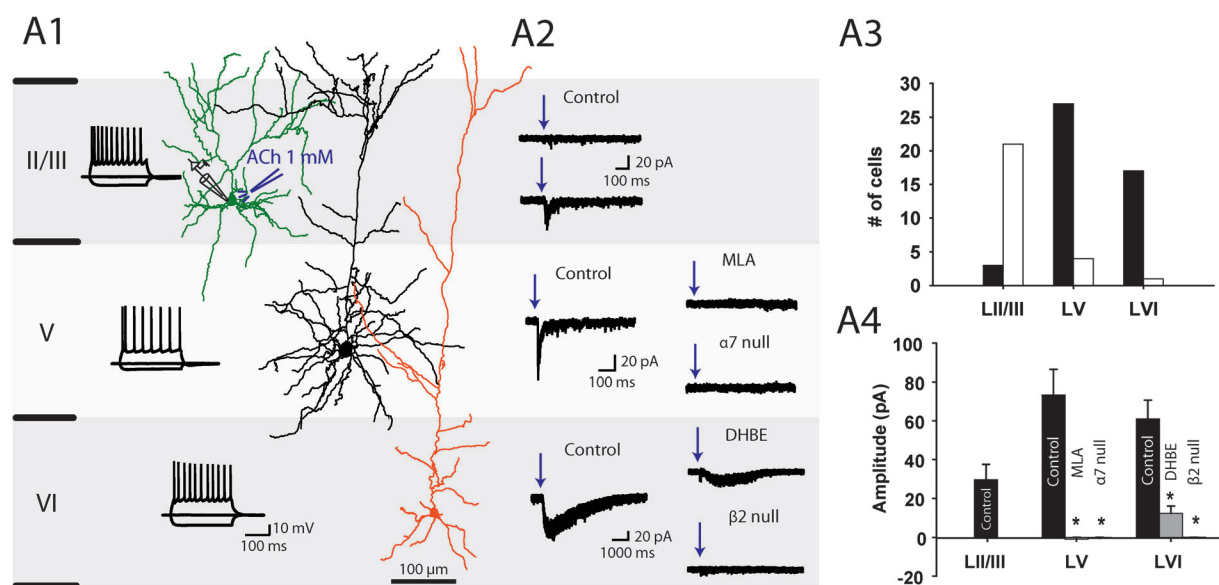 A1
II/III
ACh 1 mM
V
VI
10 mV
100 ms
100 µm
A2
Control
20 pA
100 ms
Control
20 pA
100 ms
MLA
α7 null
Control
20 pA
1000 ms
DHBE
β2 null
A3
# of cells
30
25
20
15
10
5
0
LII/III LV LVI
A4
Amplitude (pA)
100
80
60
40
20
0
-20
Control
Control
MLA
α7 null
* *
Control
DHBE
β2 null
* *
LII/III LV LVI